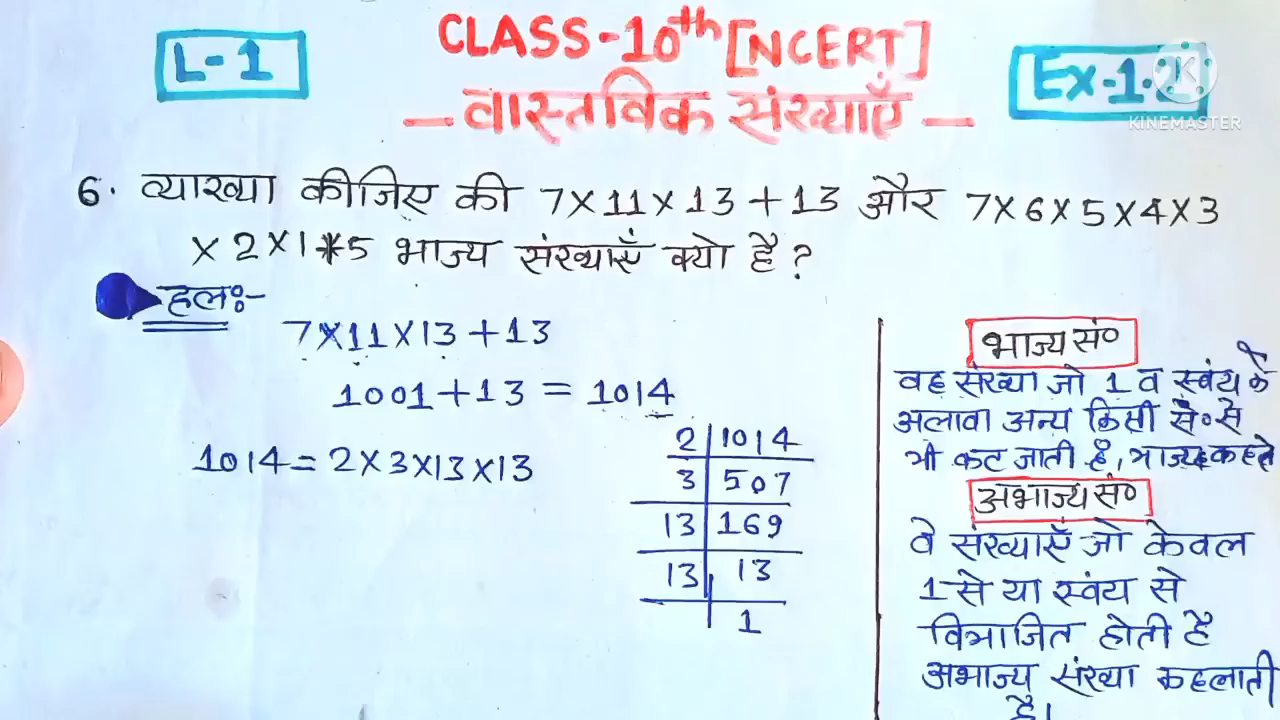 L-1
CLASS-10th [NCERT]
Ex-1.2
KINEMASTER
— वास्तविक संख्याएँ —
6. व्याख्या कीजिए की 7×11×13+13 और 7×6×5×4×3
×2×1+5 भाज्य संख्याएँ क्यो है?
हल:-
7×11×13+13
1001+13=1014
1014=2×3×13×13
2|1014
3|507
13|169
13|13
1
भाज्य सं०
वह संख्या जो 1 व स्वंय के
अलावा अन्य किसी सं०से
भी कट जाती है, भाज्य कहते
अभाज्य सं०
वे संख्याएँ जो केवल
1 से या स्वंय से
विभाजित होती है
अभाज्य संख्या कहलाती
है।